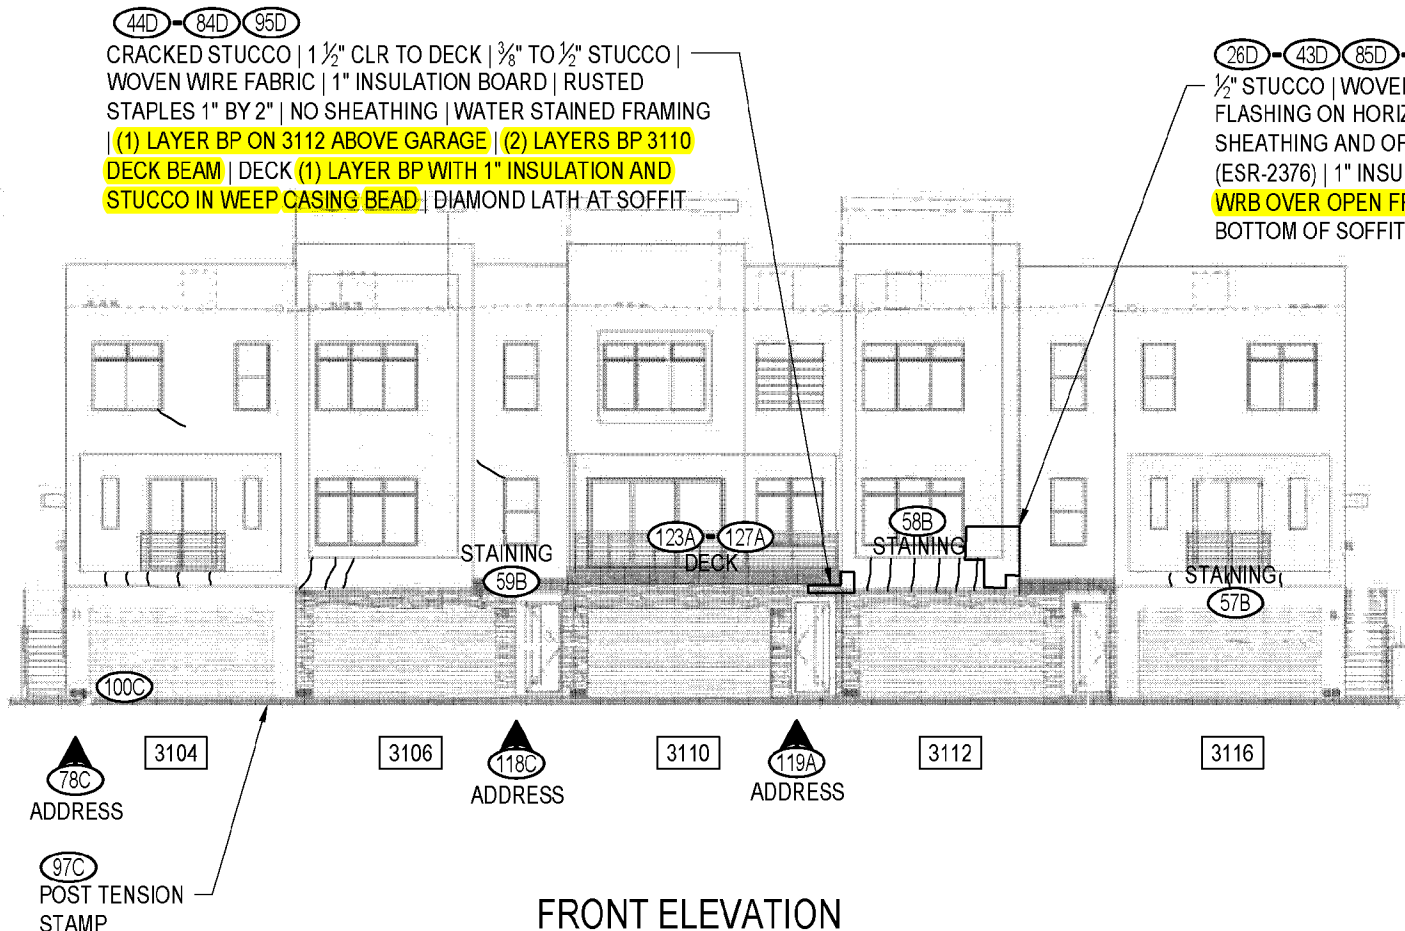 44D - 84D 95D
CRACKED STUCCO | 1 ½" CLR TO DECK | ⅜" TO ½" STUCCO |
WOVEN WIRE FABRIC | 1" INSULATION BOARD | RUSTED
STAPLES 1" BY 2" | NO SHEATHING | WATER STAINED FRAMING
| (1) LAYER BP ON 3112 ABOVE GARAGE | (2) LAYERS BP 3110
DECK BEAM | DECK (1) LAYER BP WITH 1" INSULATION AND
STUCCO IN WEEP CASING BEAD | DIAMOND LATH AT SOFFIT
26D - 43D 85D -
½" STUCCO | WOVEN
FLASHING ON HORIZ
SHEATHING AND OP
(ESR-2376) | 1" INSU
WRB OVER OPEN FR
BOTTOM OF SOFFIT
58B
STAINING
123A - 127A
DECK
STAINING
59B
STAINING
57B
100C
3104
3106
3110
3112
3116
78C
ADDRESS
118C
ADDRESS
119A
ADDRESS
97C
POST TENSION
STAMP
FRONT ELEVATION